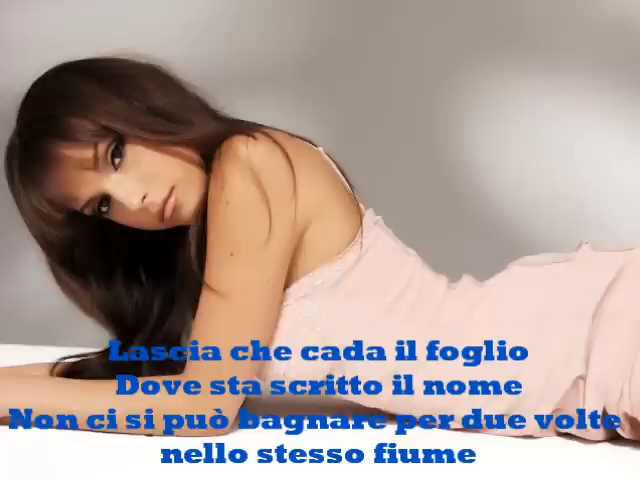 Lascia che cada il foglio
Dove sta scritto il nome
Non ci si può bagnare per due volte
nello stesso fiume